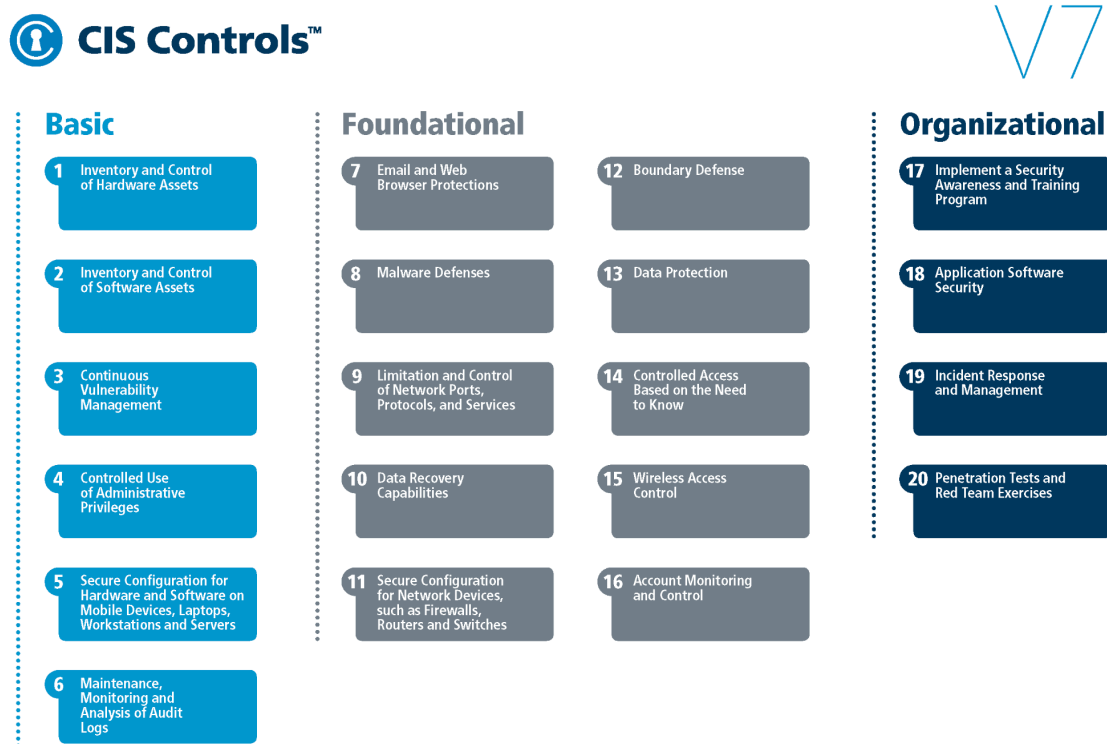 CIS Controls™
V7
Basic
1 Inventory and Control
of Hardware Assets
2 Inventory and Control
of Software Assets
3 Continuous
Vulnerability
Management
4 Controlled Use
of Administrative
Privileges
5 Secure Configuration for
Hardware and Software on
Mobile Devices, Laptops,
Workstations and Servers
6 Maintenance,
Monitoring and
Analysis of Audit
Logs
Foundational
7 Email and Web
Browser Protections
8 Malware Defenses
9 Limitation and Control
of Network Ports,
Protocols, and Services
10 Data Recovery
Capabilities
11 Secure Configuration
for Network Devices,
such as Firewalls,
Routers and Switches
12 Boundary Defense
13 Data Protection
14 Controlled Access
Based on the Need
to Know
15 Wireless Access
Control
16 Account Monitoring
and Control
Organizational
17 Implement a Security
Awareness and Training
Program
18 Application Software
Security
19 Incident Response
and Management
20 Penetration Tests and
Red Team Exercises